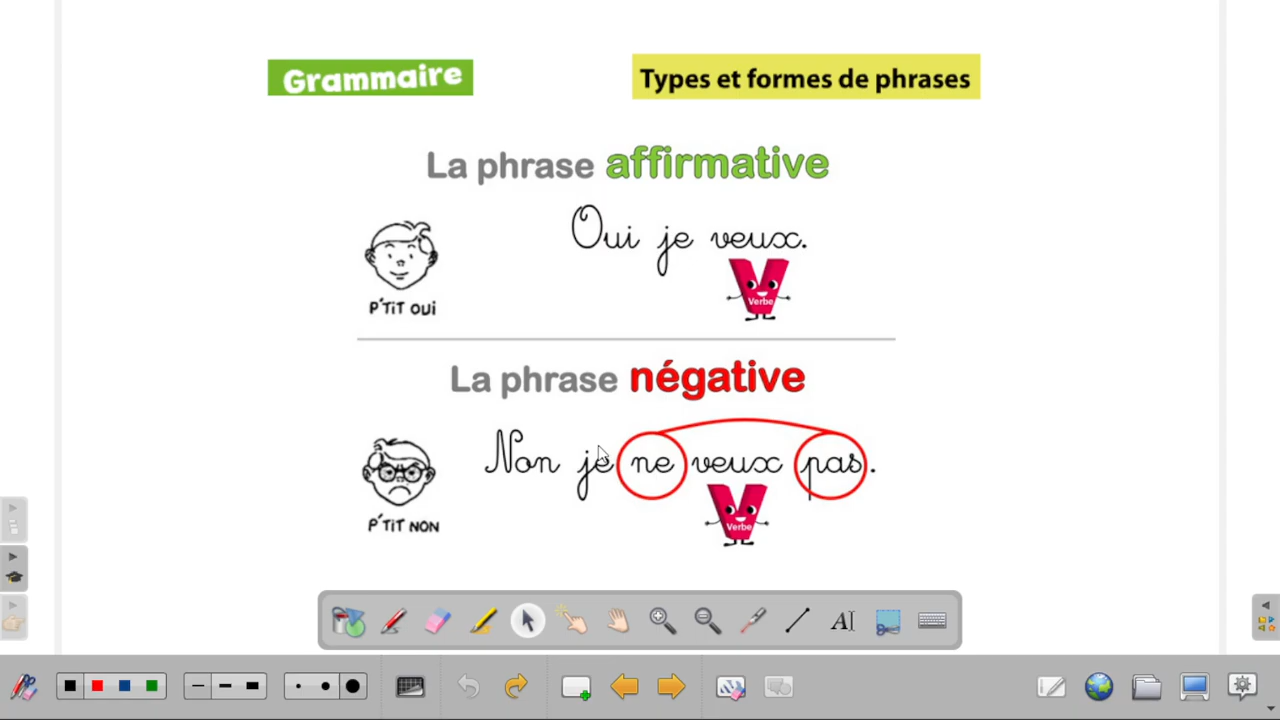 Grammaire
Types et formes de phrases
La phrase affirmative
Oui je veux.
Verbe
P'TIT OUI
La phrase négative
Non je ne veux pas.
Verbe
P'TIT NON
AI